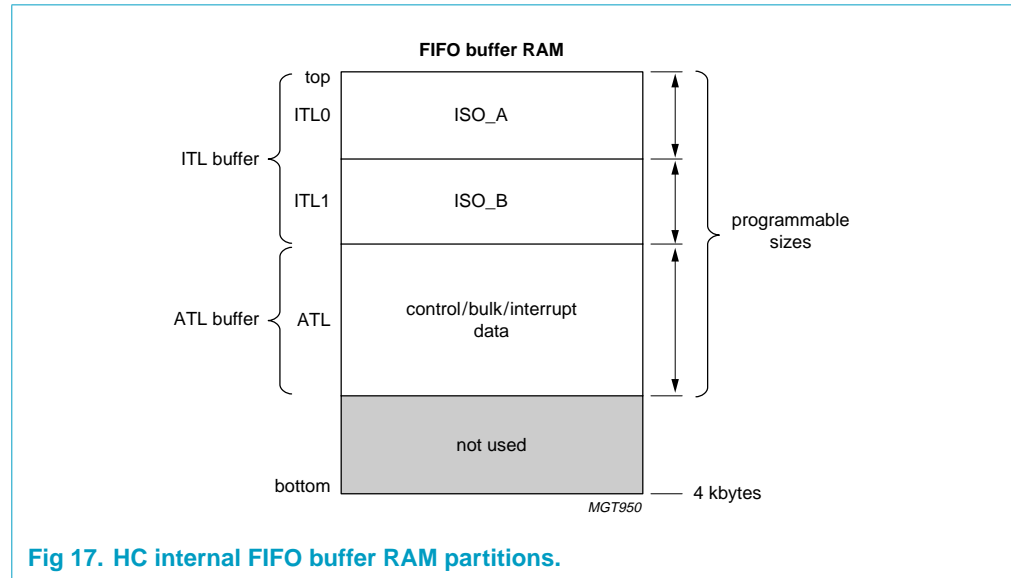 FIFO buffer RAM
top
ITL0
ISO_A
ITL buffer
ITL1
ISO_B
programmable
sizes
control/bulk/interrupt
data
ATL buffer
ATL
not used
bottom
4 kbytes
MGT950
Fig 17. HC internal FIFO buffer RAM partitions.